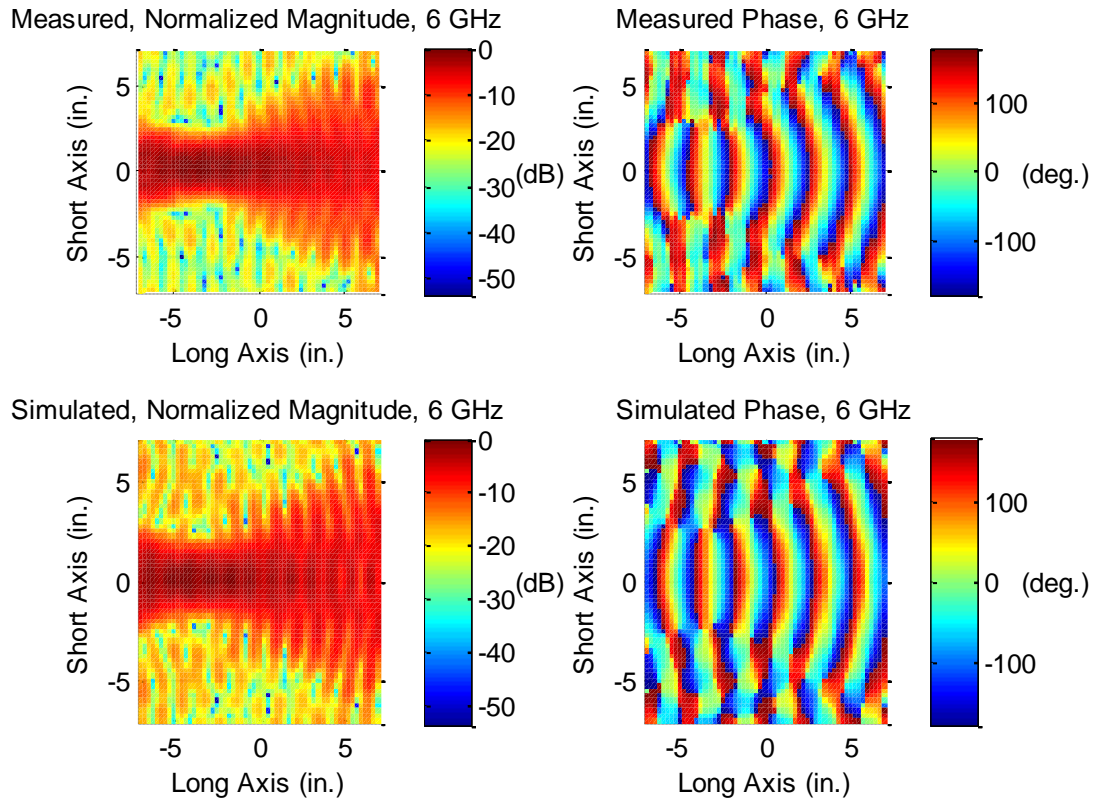 Measured, Normalized Magnitude, 6 GHz
Short Axis (in.)
5
0
-5
-5 0 5
Long Axis (in.)
0
-10
-20
-30
-40
-50
(dB)
Measured Phase, 6 GHz
Short Axis (in.)
5
0
-5
-5 0 5
Long Axis (in.)
100
0
-100
(deg.)
Simulated, Normalized Magnitude, 6 GHz
Short Axis (in.)
5
0
-5
-5 0 5
Long Axis (in.)
0
-10
-20
-30
-40
-50
(dB)
Simulated Phase, 6 GHz
Short Axis (in.)
5
0
-5
-5 0 5
Long Axis (in.)
100
0
-100
(deg.)